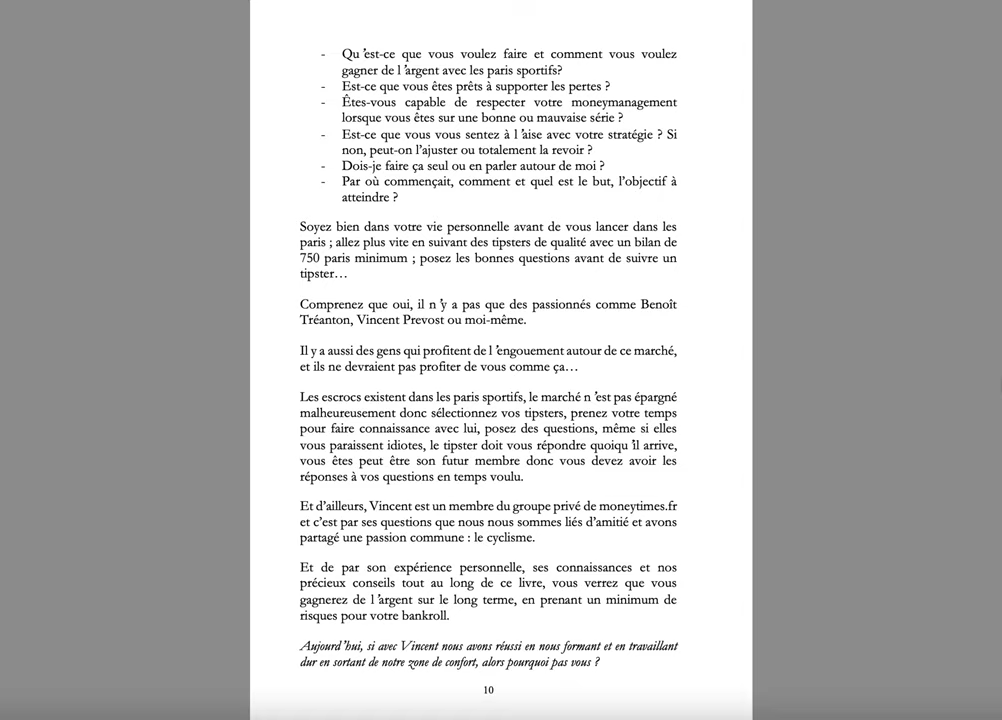 - Qu'est-ce que vous voulez faire et comment vous voulez
gagner de l'argent avec les paris sportifs?
- Est-ce que vous êtes prêts à supporter les pertes ?
- Êtes-vous capable de respecter votre moneymanagement
lorsque vous êtes sur une bonne ou mauvaise série ?
- Est-ce que vous vous sentez à l'aise avec votre stratégie ? Si
non, peut-on l'ajuster ou totalement la revoir ?
- Dois-je faire ça seul ou en parler autour de moi ?
- Par où commençait, comment et quel est le but, l'objectif à
atteindre ?
Soyez bien dans votre vie personnelle avant de vous lancer dans les
paris ; allez plus vite en suivant des tipsters de qualité avec un bilan de
750 paris minimum ; posez les bonnes questions avant de suivre un
tipster…
Comprenez que oui, il n'y a pas que des passionnés comme Benoît
Tréanton, Vincent Prevost ou moi-même.
Il y a aussi des gens qui profitent de l'engouement autour de ce marché,
et ils ne devraient pas profiter de vous comme ça…
Les escrocs existent dans les paris sportifs, le marché n'est pas épargné
malheureusement donc sélectionnez vos tipsters, prenez votre temps
pour faire connaissance avec lui, posez des questions, même si elles
vous paraissent idiotes, le tipster doit vous répondre quoiqu'il arrive,
vous êtes peut être son futur membre donc vous devez avoir les
réponses à vos questions en temps voulu.
Et d'ailleurs, Vincent est un membre du groupe privé de moneytimes.fr
et c'est par ses questions que nous nous sommes liés d'amitié et avons
partagé une passion commune : le cyclisme.
Et de par son expérience personnelle, ses connaissances et nos
précieux conseils tout au long de ce livre, vous verrez que vous
gagnerez de l'argent sur le long terme, en prenant un minimum de
risques pour votre bankroll.
Aujourd'hui, si avec Vincent nous avons réussi en nous formant et en travaillant
dur en sortant de notre zone de confort, alors pourquoi pas vous ?
10